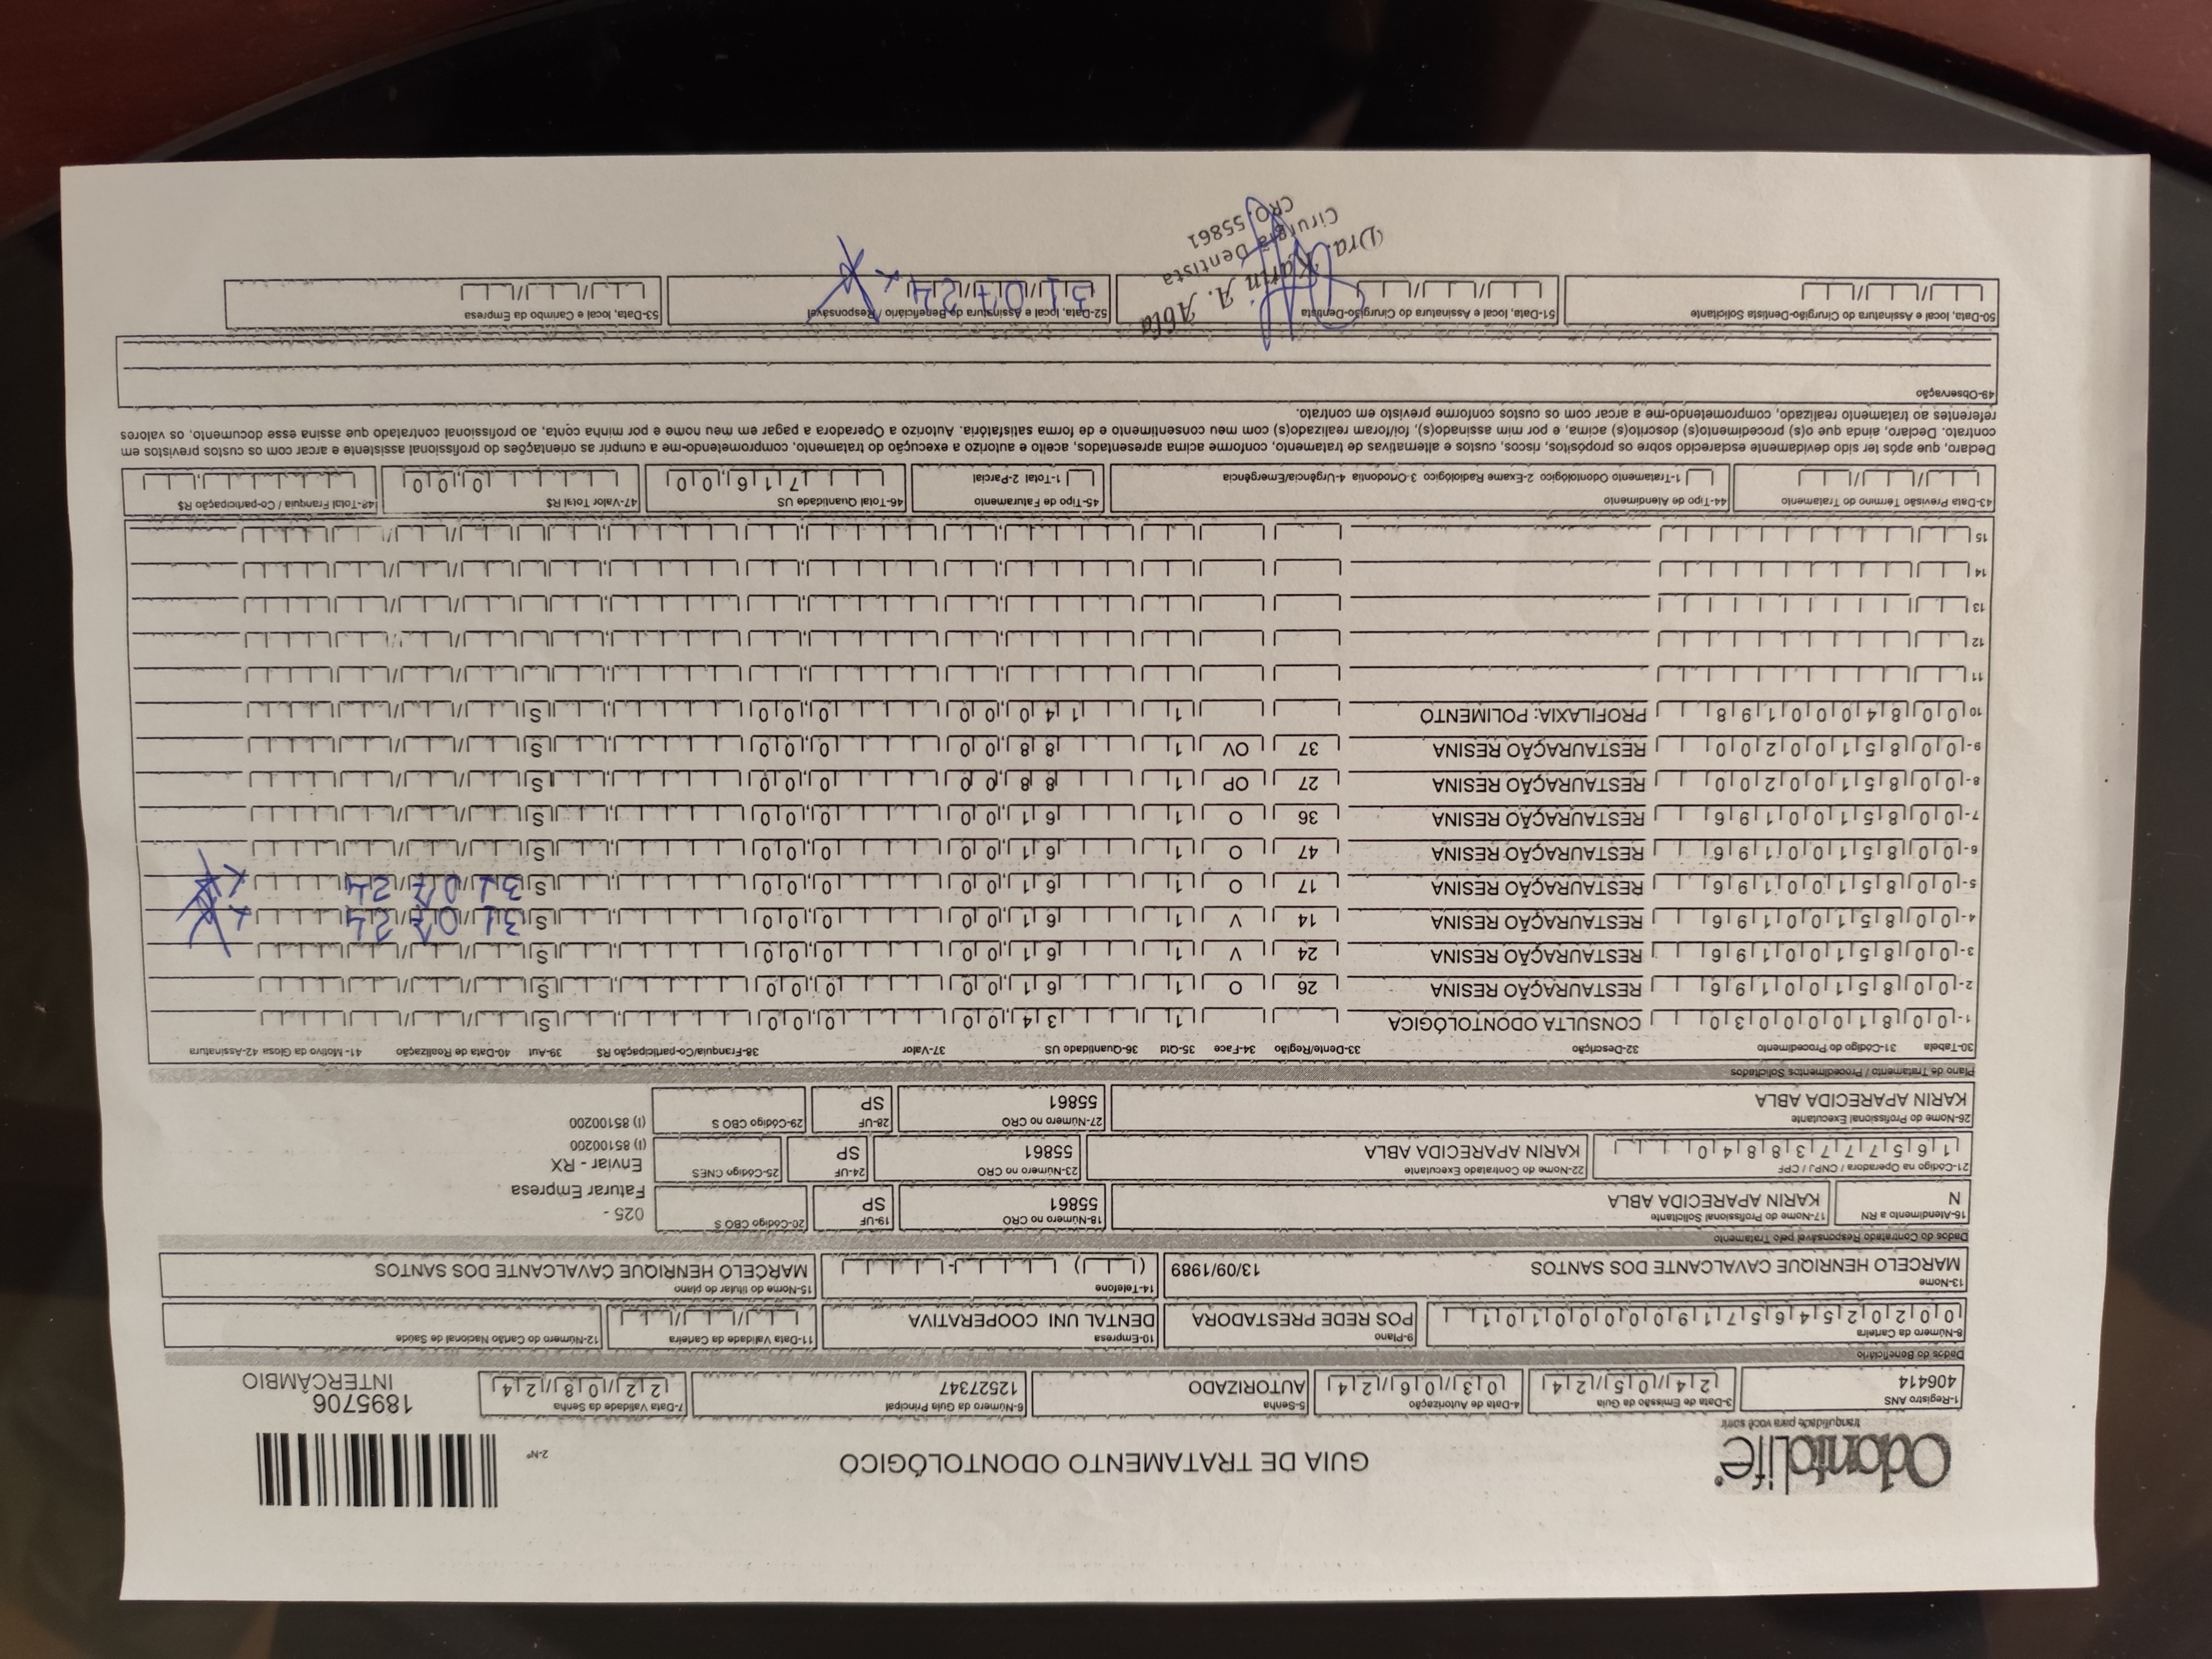 OdontoLife®
tranquilidade para você sorrir
GUIA DE TRATAMENTO ODONTOLÓGICO
2-Nº
1895706
INTERCÂMBIO
1-Registro ANS
406414
3-Data de Emissão da Guia
24/05/24
4-Data de Autorização
03/06/24
5-Senha
AUTORIZADO
6-Número da Guia Principal
12527347
7-Data Validade da Senha
22/08/24
Dados do Beneficiário
8-Número da Carteira
00202546571900000101
9-Plano
POS REDE PRESTADORA
10-Empresa
DENTAL UNI COOPERATIVA
11-Data Validade da Carteira
12-Número do Cartão Nacional de Saúde
13-Nome
MARCELO HENRIQUE CAVALCANTE DOS SANTOS 13/09/1989
14-Telefone
15-Nome do titular do plano
MARCELO HENRIQUE CAVALCANTE DOS SANTOS
Dados do Contratado Responsável pelo Tratamento
16-Atendimento a RN
N
17-Nome do Profissional Solicitante
KARIN APARECIDA ABLA
18-Número no CRO
55861
19-UF
SP
20-Código CBO S
025 -
Faturar Empresa
21-Código na Operadora / CNPJ / CPF
16577738840
22-Nome do Contratado Executante
KARIN APARECIDA ABLA
23-Número no CRO
55861
24-UF
SP
25-Código CNES
Enviar - RX
(I) 85100200
26-Nome do Profissional Executante
KARIN APARECIDA ABLA
27-Número no CRO
55861
28-UF
SP
29-Código CBO S
(I) 85100200
Plano de Tratamento / Procedimentos Solicitados
30-Tabela 31-Código do Procedimento 32-Descrição 33-Dente/Região 34-Face 35-Qtd 36-Quantidade US 37-Valor 38-Franquia/Co-participação R$ 39-Aut 40-Data de Realização 41-Motivo da Glosa 42-Assinatura
1- 00 81000030 CONSULTA ODONTOLÓGICA 1 34,00 0,00 S
2- 00 85100196 RESTAURAÇÃO RESINA 26 O 1 61,00 0,00 S
3- 00 85100196 RESTAURAÇÃO RESINA 24 V 1 61,00 0,00 S
4- 00 85100196 RESTAURAÇÃO RESINA 14 V 1 61,00 0,00 S 31 07 24
5- 00 85100196 RESTAURAÇÃO RESINA 17 O 1 61,00 0,00 S 31 07 24
6- 00 85100196 RESTAURAÇÃO RESINA 47 O 1 61,00 0,00 S
7- 00 85100196 RESTAURAÇÃO RESINA 36 O 1 61,00 0,00 S
8- 00 85100200 RESTAURAÇÃO RESINA 27 OP 1 88,00 0,00 S
9- 00 85100200 RESTAURAÇÃO RESINA 37 OV 1 88,00 0,00 S
10 00 84000198 PROFILAXIA: POLIMENTO 1 140,00 0,00 S
11
12
13
14
15
43-Data Previsão Término do Tratamento
44-Tipo de Atendimento
1-Tratamento Odontológico 2-Exame Radiológico 3-Ortodontia 4-Urgência/Emergência
45-Tipo de Faturamento
1-Total 2-Parcial
46-Total Quantidade US
716,00
47-Valor Total R$
0,00
48-Total Franquia / Co-participação R$
Declaro, que após ter sido devidamente esclarecido sobre os propósitos, riscos, custos e alternativas de tratamento, conforme acima apresentados, aceito e autorizo a execução do tratamento, comprometendo-me a cumprir as orientações do profissional assistente e arcar com os custos previstos em
contrato. Declaro, ainda que o(s) procedimento(s) descrito(s) acima, e por mim assinado(s), foi/foram realizado(s) com meu consentimento e de forma satisfatória. Autorizo a Operadora a pagar em meu nome e por minha conta, ao profissional contratado que assina esse documento, os valores
referentes ao tratamento realizado, comprometendo-me a arcar com os custos conforme previsto em contrato.
49-Observação
50-Data, local e Assinatura do Cirurgião-Dentista Solicitante
51-Data, local e Assinatura do Cirurgião-Dentista
52-Data, local e Assinatura do Beneficiário / Responsável
31 07 24
53-Data, local e Carimbo da Empresa
Dra. Karin A. Abla
Cirurgiã Dentista
CRO. 55861